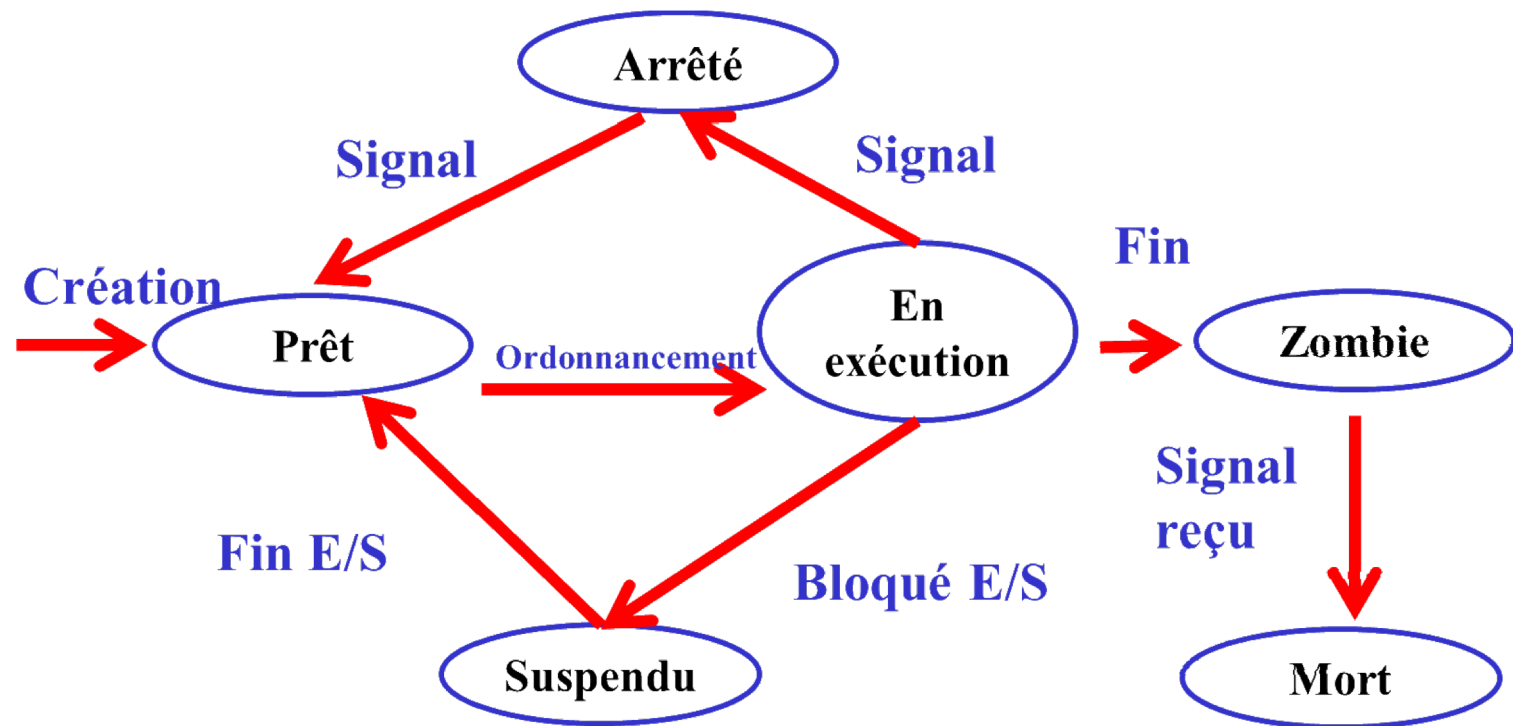 Arrêté
Signal
Signal
Création
Fin
Prêt
Ordonnancement
En
exécution
Zombie
Signal
reçu
Fin E/S
Bloqué E/S
Suspendu
Mort